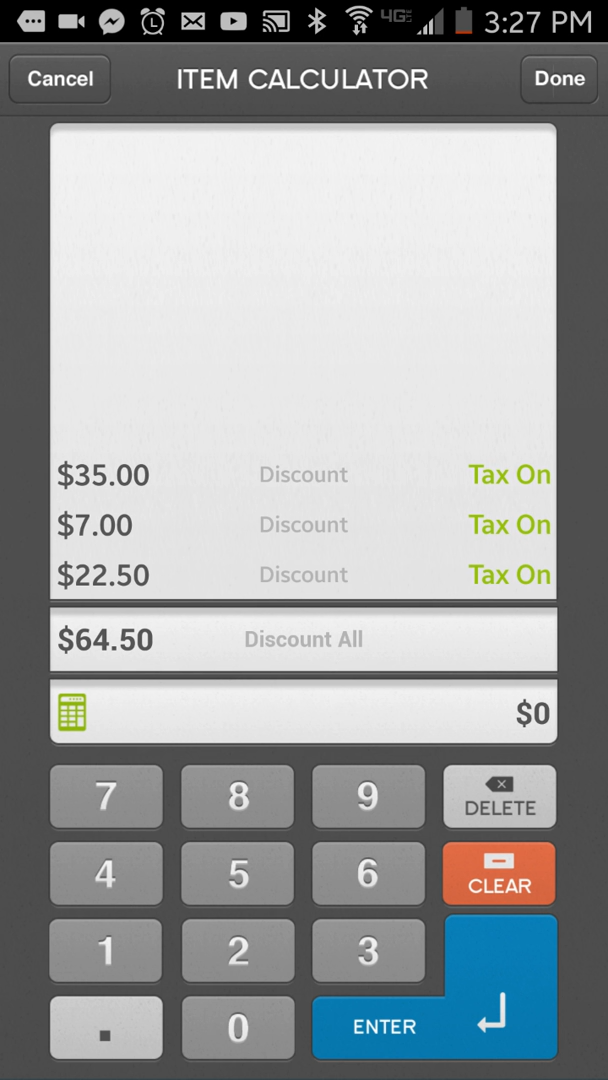 4G 3:27 PM
Cancel ITEM CALCULATOR Done
$35.00 Discount Tax On
$7.00 Discount Tax On
$22.50 Discount Tax On
$64.50 Discount All
$0
7 8 9 DELETE
4 5 6 CLEAR
1 2 3
. 0 ENTER